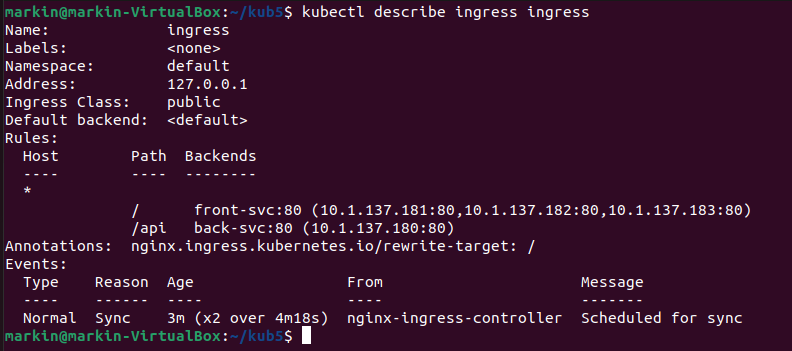 markin@markin-VirtualBox:~/kub5$ kubectl describe ingress ingress
Name:             ingress
Labels:           <none>
Namespace:        default
Address:          127.0.0.1
Ingress Class:    public
Default backend:  <default>
Rules:
  Host        Path  Backends
  ----        ----  --------
  *
              /      front-svc:80 (10.1.137.181:80,10.1.137.182:80,10.1.137.183:80)
              /api   back-svc:80 (10.1.137.180:80)
Annotations:  nginx.ingress.kubernetes.io/rewrite-target: /
Events:
  Type    Reason  Age                 From                      Message
  ----    ------  ----                ----                      -------
  Normal  Sync    3m (x2 over 4m18s)  nginx-ingress-controller  Scheduled for sync
markin@markin-VirtualBox:~/kub5$